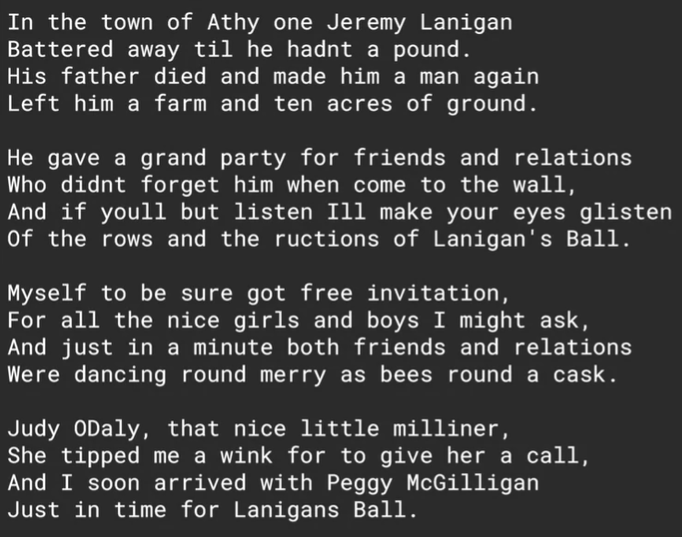 In the town of Athy one Jeremy Lanigan
Battered away til he hadnt a pound.
His father died and made him a man again
Left him a farm and ten acres of ground.

He gave a grand party for friends and relations
Who didnt forget him when come to the wall,
And if youll but listen Ill make your eyes glisten
Of the rows and the ructions of Lanigan's Ball.

Myself to be sure got free invitation,
For all the nice girls and boys I might ask,
And just in a minute both friends and relations
Were dancing round merry as bees round a cask.

Judy ODaly, that nice little milliner,
She tipped me a wink for to give her a call,
And I soon arrived with Peggy McGilligan
Just in time for Lanigans Ball.